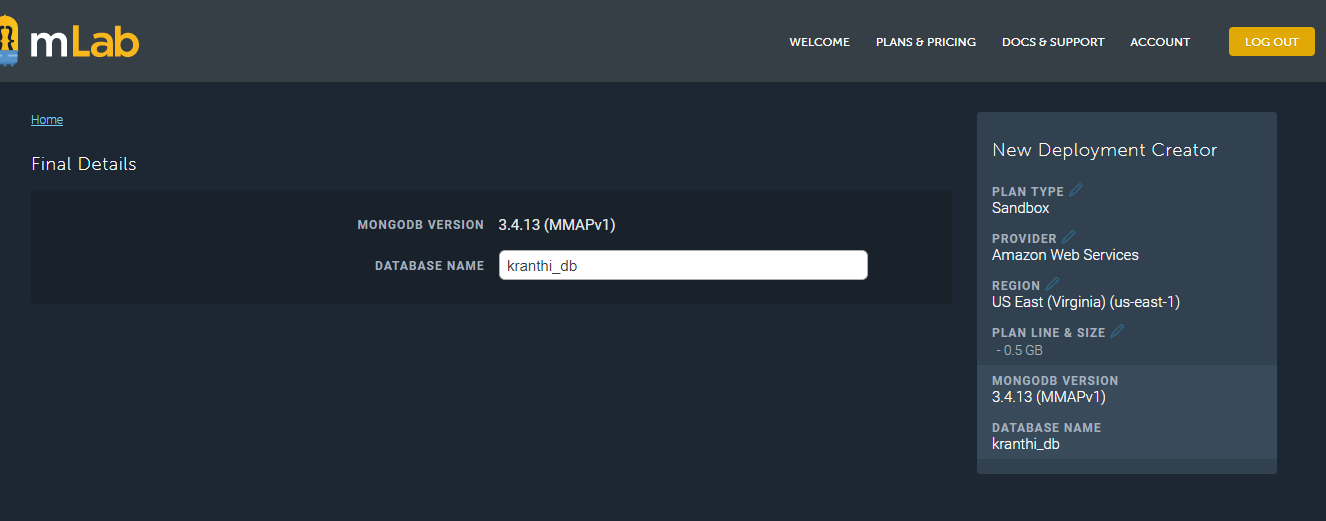 mLab
WELCOME PLANS & PRICING DOCS & SUPPORT ACCOUNT LOG OUT
Home
Final Details
MONGODB VERSION 3.4.13 (MMAPv1)
DATABASE NAME kranthi_db
New Deployment Creator
PLAN TYPE
Sandbox
PROVIDER
Amazon Web Services
REGION
US East (Virginia) (us-east-1)
PLAN LINE & SIZE
- 0.5 GB
MONGODB VERSION
3.4.13 (MMAPv1)
DATABASE NAME
kranthi_db